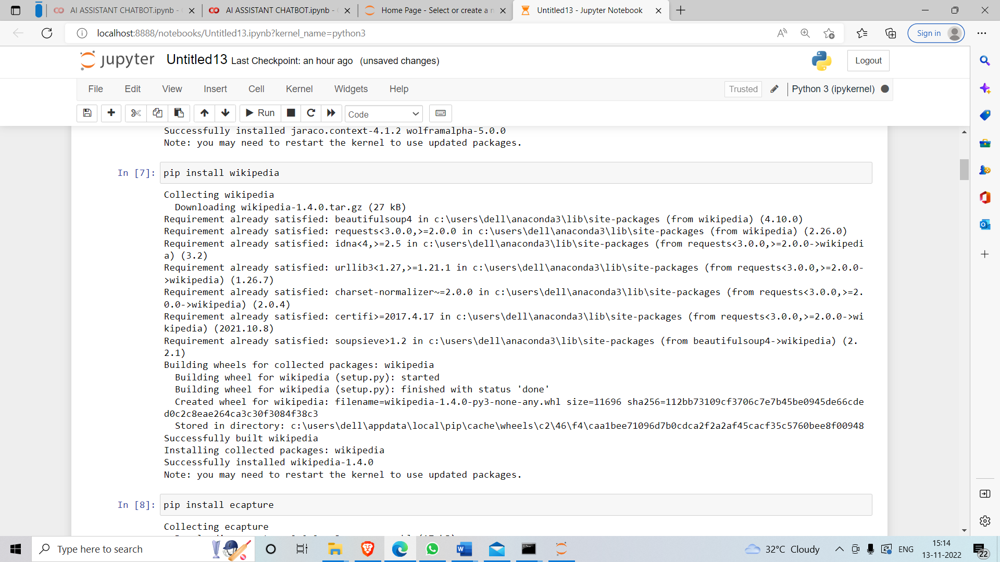 AI ASSISTANT CHATBOT.ipynb -
AI ASSISTANT CHATBOT.ipynb -
Home Page - Select or create a n
Untitled13 - Jupyter Notebook
localhost:8888/notebooks/Untitled13.ipynb?kernel_name=python3
Sign in
jupyter Untitled13 Last Checkpoint: an hour ago (unsaved changes)
Logout
File Edit View Insert Cell Kernel Widgets Help
Trusted
Python 3 (ipykernel)
Run
Code
Successfully installed jaraco.context-4.1.2 wolframalpha-5.0.0
Note: you may need to restart the kernel to use updated packages.
In [7]: pip install wikipedia
Collecting wikipedia
  Downloading wikipedia-1.4.0.tar.gz (27 kB)
Requirement already satisfied: beautifulsoup4 in c:\users\dell\anaconda3\lib\site-packages (from wikipedia) (4.10.0)
Requirement already satisfied: requests<3.0.0,>=2.0.0 in c:\users\dell\anaconda3\lib\site-packages (from wikipedia) (2.26.0)
Requirement already satisfied: idna<4,>=2.5 in c:\users\dell\anaconda3\lib\site-packages (from requests<3.0.0,>=2.0.0->wikipedi
a) (3.2)
Requirement already satisfied: urllib3<1.27,>=1.21.1 in c:\users\dell\anaconda3\lib\site-packages (from requests<3.0.0,>=2.0.0-
>wikipedia) (1.26.7)
Requirement already satisfied: charset-normalizer~=2.0.0 in c:\users\dell\anaconda3\lib\site-packages (from requests<3.0.0,>=2.
0.0->wikipedia) (2.0.4)
Requirement already satisfied: certifi>=2017.4.17 in c:\users\dell\anaconda3\lib\site-packages (from requests<3.0.0,>=2.0.0->wi
kipedia) (2021.10.8)
Requirement already satisfied: soupsieve>1.2 in c:\users\dell\anaconda3\lib\site-packages (from beautifulsoup4->wikipedia) (2.
2.1)
Building wheels for collected packages: wikipedia
  Building wheel for wikipedia (setup.py): started
  Building wheel for wikipedia (setup.py): finished with status 'done'
  Created wheel for wikipedia: filename=wikipedia-1.4.0-py3-none-any.whl size=11696 sha256=112bb73109cf3706c7e7b45be0945de66cde
d0c2c8eae264ca3c30f3084f38c3
  Stored in directory: c:\users\dell\appdata\local\pip\cache\wheels\c2\46\f4\caa1bee71096d7b0cdca2f2a2af45cacf35c5760bee8f00948
Successfully built wikipedia
Installing collected packages: wikipedia
Successfully installed wikipedia-1.4.0
Note: you may need to restart the kernel to use updated packages.
In [8]: pip install ecapture
Collecting ecapture
Type here to search
32°C Cloudy
ENG
15:14
13-11-2022
22